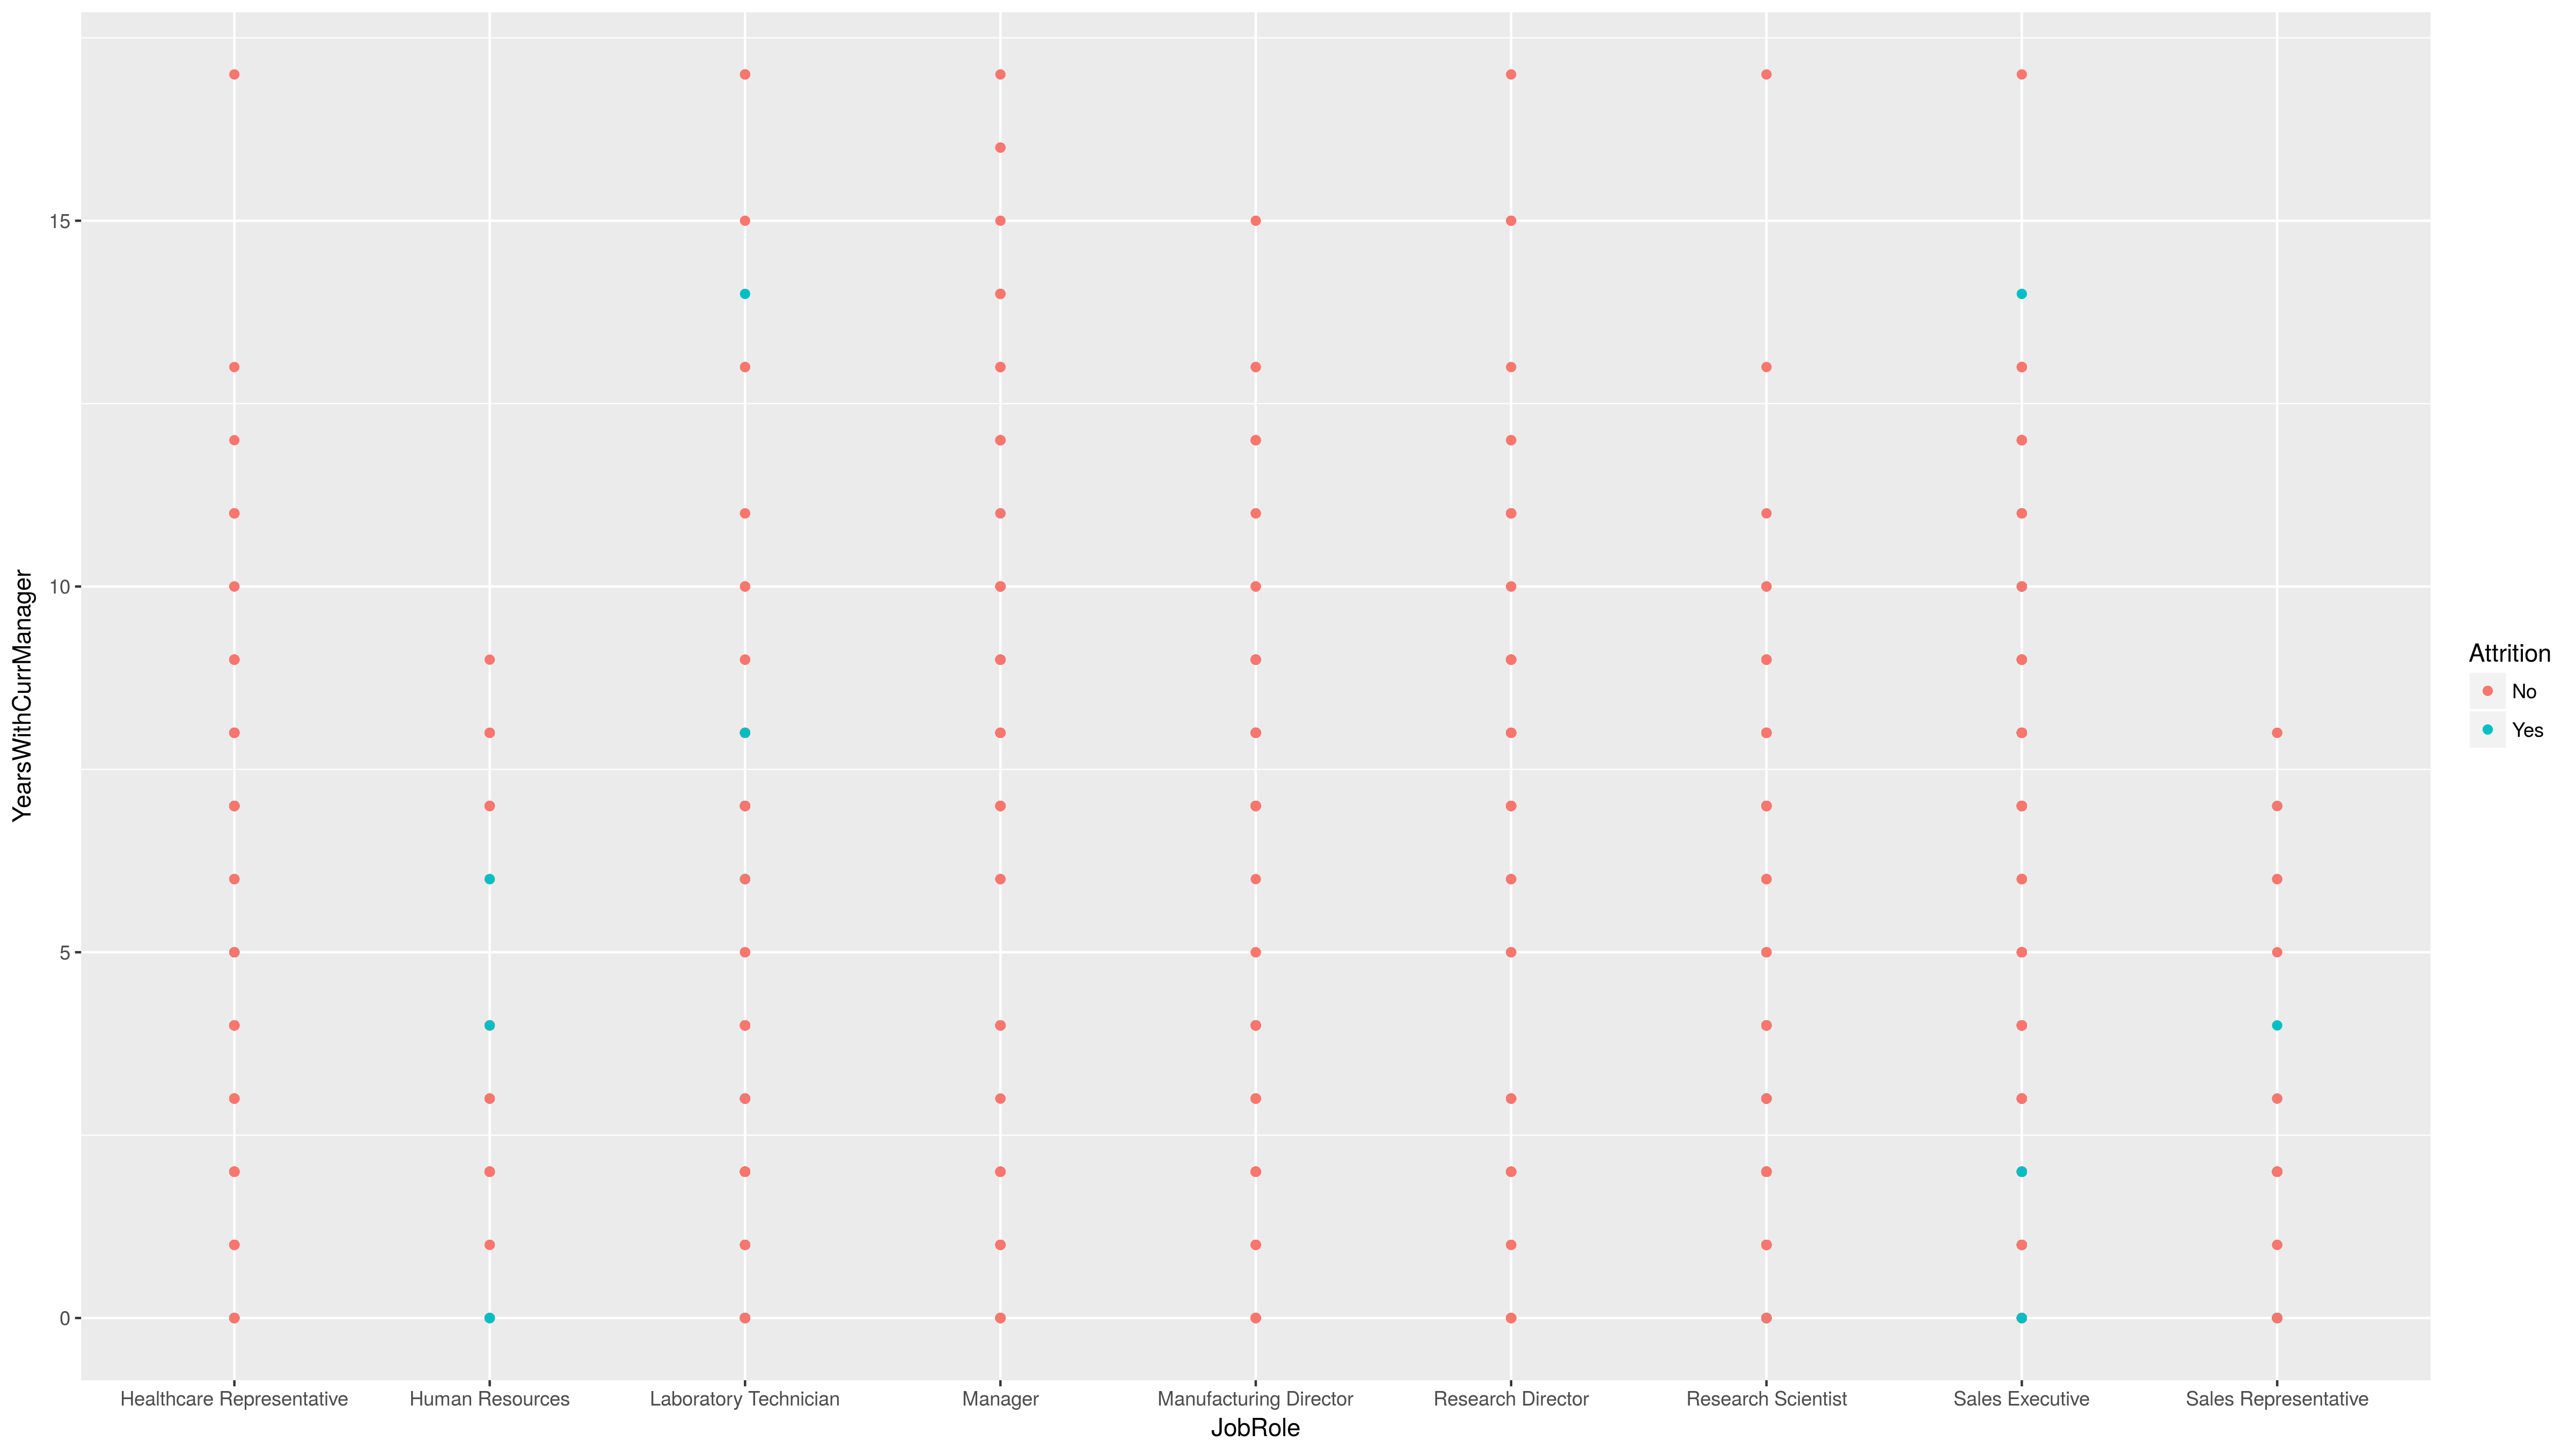 YearsWithCurrManager
15
10
5
0
Healthcare Representative
Human Resources
Laboratory Technician
Manager
Manufacturing Director
Research Director
Research Scientist
Sales Executive
Sales Representative
JobRole
Attrition
No
Yes